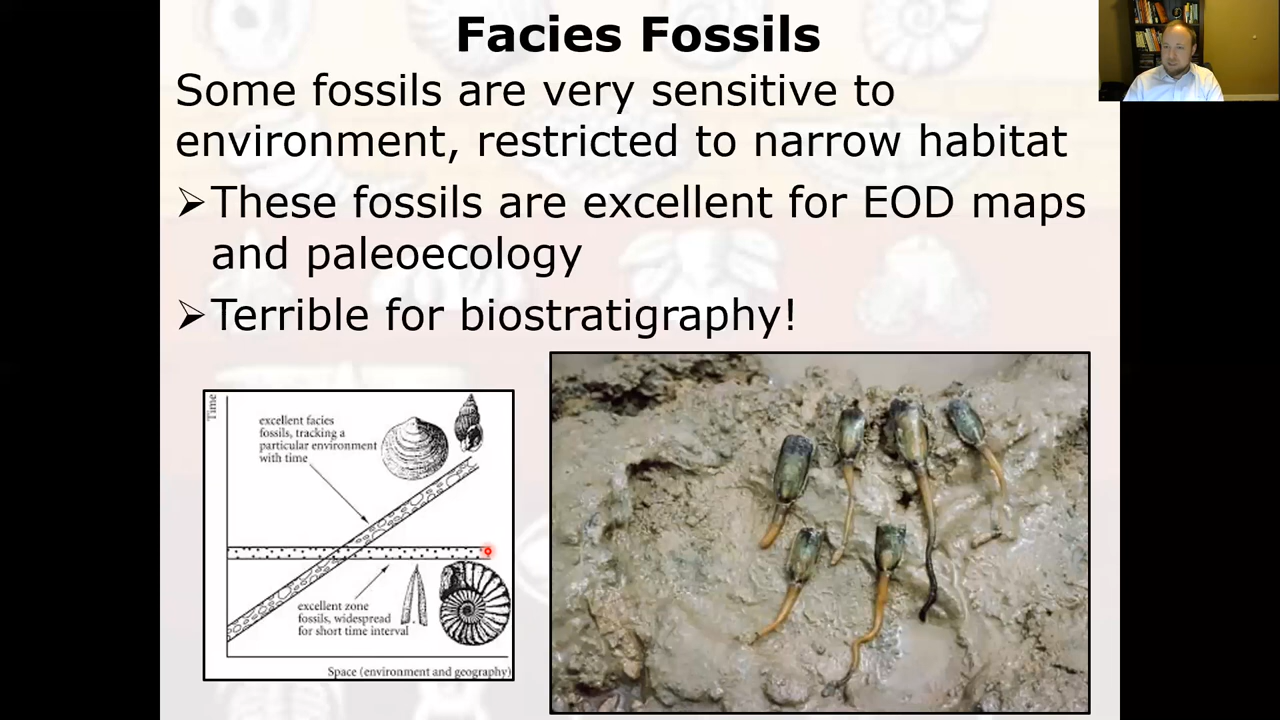 Facies Fossils
Some fossils are very sensitive to
environment, restricted to narrow habitat
➢These fossils are excellent for EOD maps
and paleoecology
➢Terrible for biostratigraphy!
Time
excellent facies
fossils, tracking a
particular environment
with time
excellent zone
fossils, widespread
for short time interval
Space (environment and geography)